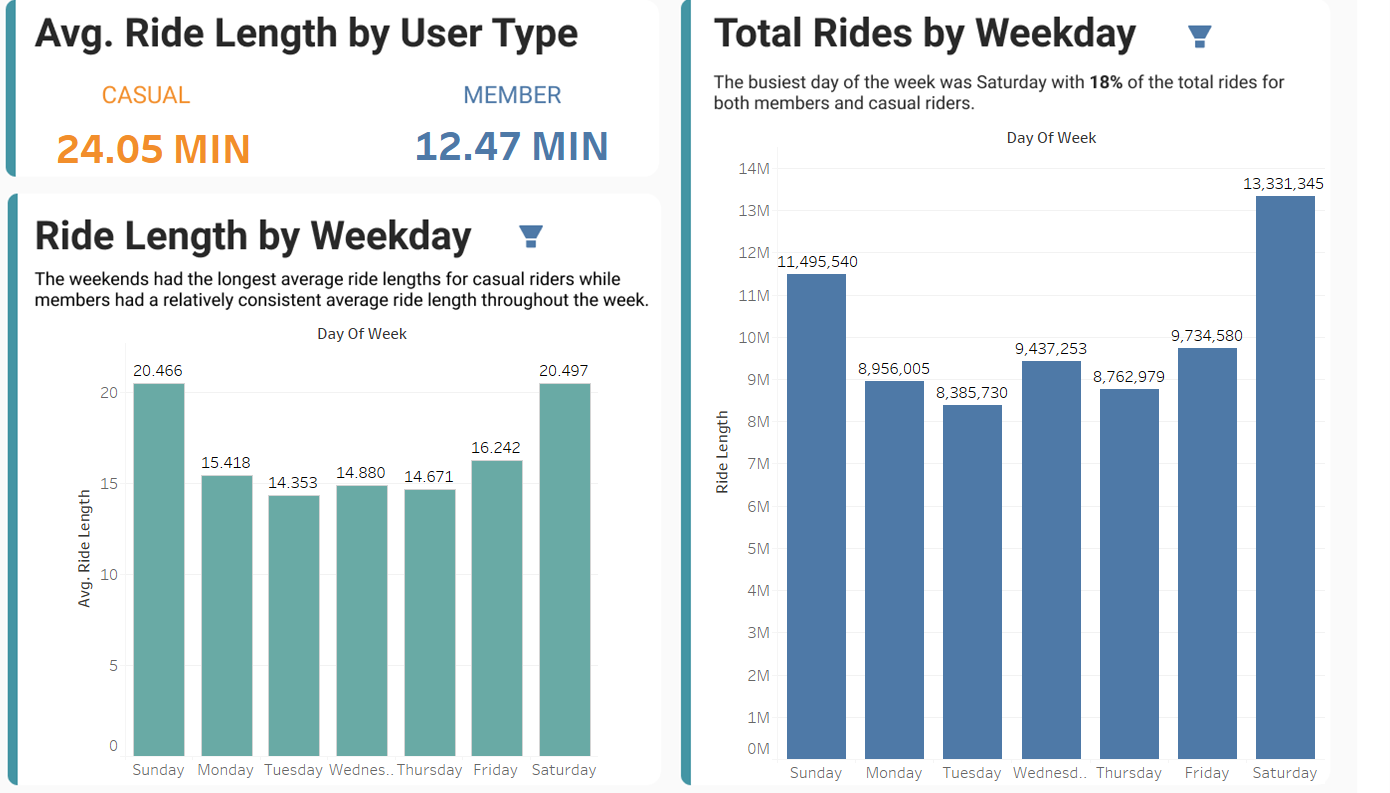 Avg. Ride Length by User Type
CASUAL
MEMBER
24.05 MIN
12.47 MIN
Ride Length by Weekday
The weekends had the longest average ride lengths for casual riders while
members had a relatively consistent average ride length throughout the week.
Day Of Week
Avg. Ride Length
20
15
10
5
0
20.466
15.418
14.353
14.880
14.671
16.242
20.497
Sunday
Monday
Tuesday
Wednes..
Thursday
Friday
Saturday
Total Rides by Weekday
The busiest day of the week was Saturday with 18% of the total rides for
both members and casual riders.
Day Of Week
Ride Length
14M
13M
12M
11M
10M
9M
8M
7M
6M
5M
4M
3M
2M
1M
0M
11,495,540
8,956,005
8,385,730
9,437,253
8,762,979
9,734,580
13,331,345
Sunday
Monday
Tuesday
Wednesd..
Thursday
Friday
Saturday